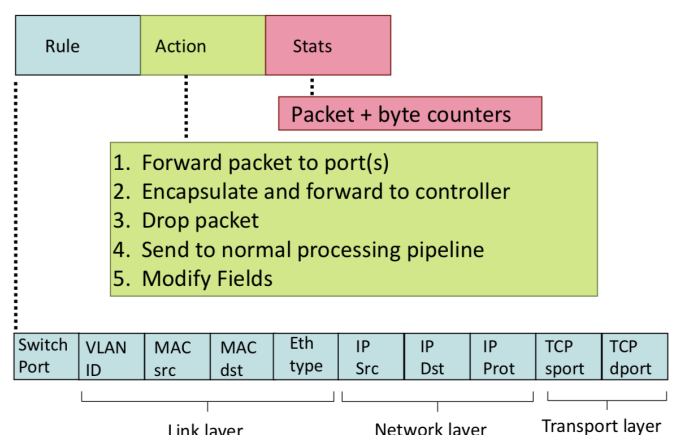 Rule Action Stats
Packet + byte counters
1. Forward packet to port(s)
2. Encapsulate and forward to controller
3. Drop packet
4. Send to normal processing pipeline
5. Modify Fields
Switch Port
VLAN ID
MAC src
MAC dst
Eth type
IP Src
IP Dst
IP Prot
TCP sport
TCP dport
Link layer
Network layer
Transport layer